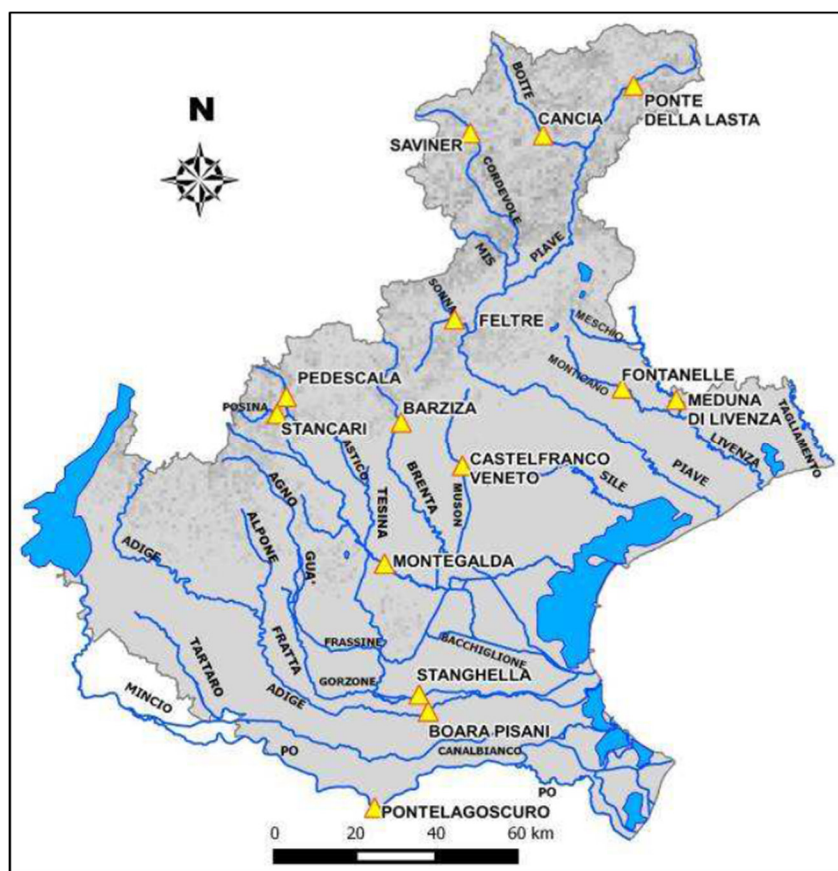 N
BOITE
PONTE
DELLA LASTA
CANCIA
SAVINER
CORDEVOLE
MIS
PIAVE
SONNA
FELTRE
MESCHIO
MONTICANO
FONTANELLE
MEDUNA
DI LIVENZA
TAGLIAMENTO
LIVENZA
PIAVE
PEDESCALA
POSINA
STANCARI
BARZIZA
ASTICO
CASTELFRANCO
VENETO
SILE
AGNO
TESINA
BRENTA
MUSON
ALPONE
GUA'
ADIGE
MONTEGALDA
FRATTA
FRASSINE
BACCHIGLIONE
TARTARO
GORZONE
STANGHELLA
MINCIO
ADIGE
BOARA PISANI
PO
CANALBIANCO
PO
PONTELAGOSCURO
0 20 40 60 km